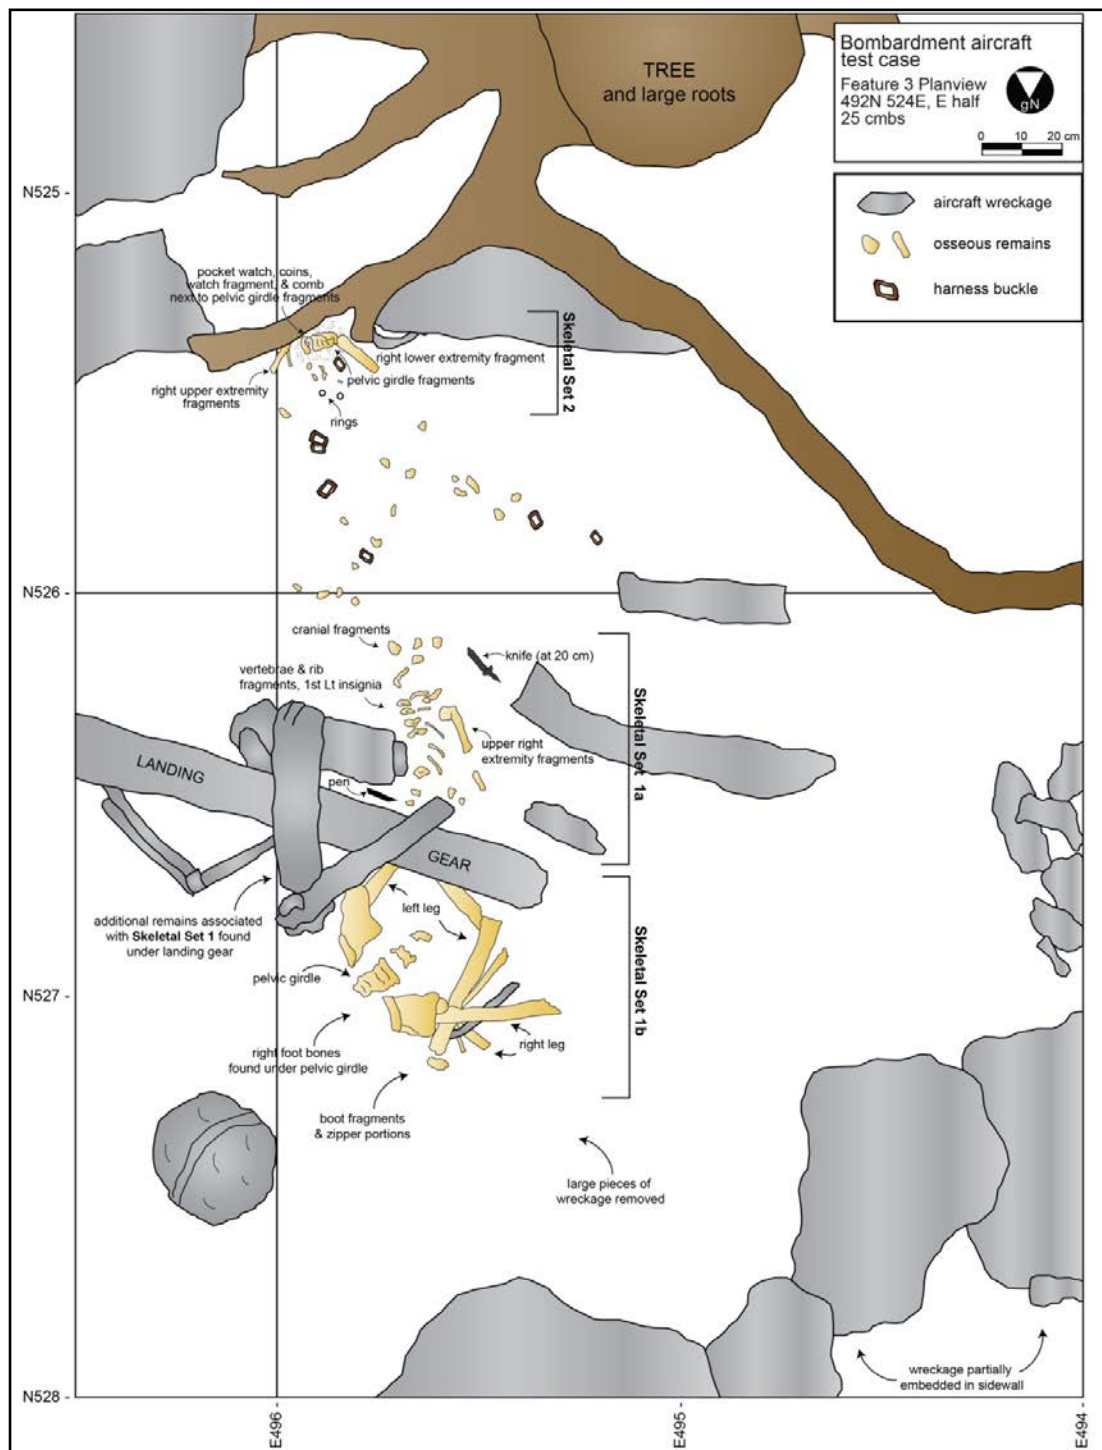 Bombardment aircraft
test case
Feature 3 Planview
492N 524E, E half
25 cmbs
gN
0 10 20 cm
aircraft wreckage
osseous remains
harness buckle
TREE
and large roots
N525 -
pocket watch, coins,
watch fragment, & comb
next to pelvic girdle fragments
right lower extremity fragment
pelvic girdle fragments
right upper extremity
fragments
rings
Skeletal Set 2
N526 -
cranial fragments
knife (at 20 cm)
vertebrae & rib
fragments, 1st Lt insignia
upper right
extremity fragments
Skeletal Set 1a
LANDING
pen
GEAR
left leg
additional remains associated
with Skeletal Set 1 found
under landing gear
pelvic girdle
Skeletal Set 1b
N527 -
right leg
right foot bones
found under pelvic girdle
boot fragments
& zipper portions
large pieces of
wreckage removed
wreckage partially
embedded in sidewall
N528 -
E496
E495
E494